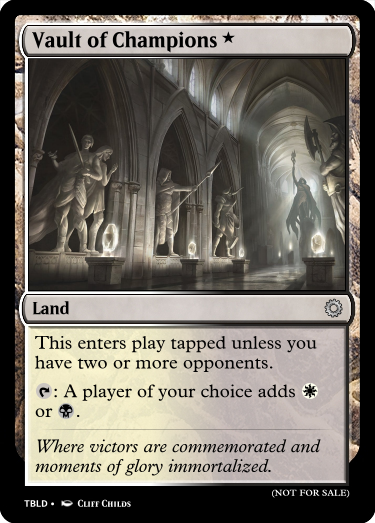 Vault of Champions ★
Land
This enters play tapped unless you
have two or more opponents.
: A player of your choice adds
or .
Where victors are commemorated and
moments of glory immortalized.
TBLD • Cliff Childs
(NOT FOR SALE)